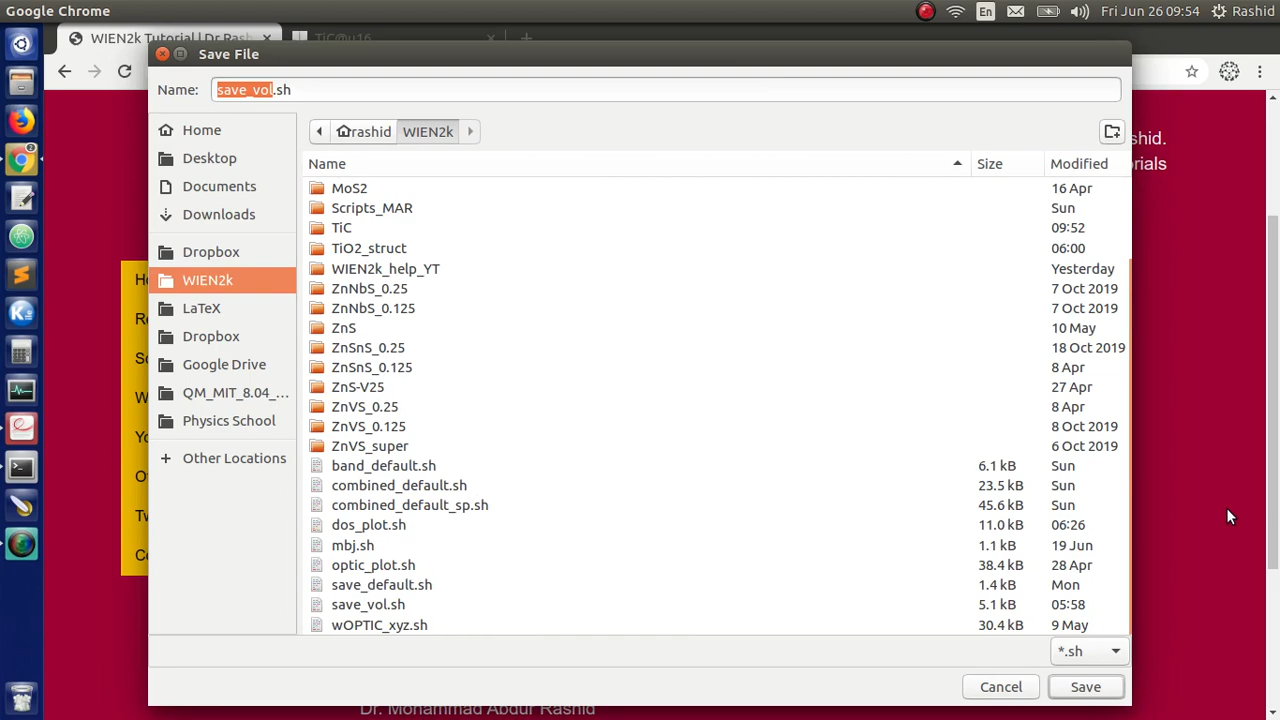 Google Chrome En Fri Jun 26 09:54 Rashid
WIEN2k Tutorial | Dr Rash TiC@u16
Save File
Name: save_vol.sh
rashid WIEN2k
shid.
orials
Name Size Modified
Home
Desktop
Documents
Downloads
Dropbox
WIEN2k
LaTeX
Dropbox
Google Drive
QM_MIT_8.04_...
Physics School
Other Locations
MoS2 16 Apr
Scripts_MAR Sun
TiC 09:52
TiO2_struct 06:00
WIEN2k_help_YT Yesterday
ZnNbS_0.25 7 Oct 2019
ZnNbS_0.125 7 Oct 2019
ZnS 10 May
ZnSnS_0.25 18 Oct 2019
ZnSnS_0.125 8 Apr
ZnS-V25 27 Apr
ZnVS_0.25 8 Apr
ZnVS_0.125 8 Oct 2019
ZnVS_super 6 Oct 2019
band_default.sh 6.1 kB Sun
combined_default.sh 23.5 kB Sun
combined_default_sp.sh 45.6 kB Sun
dos_plot.sh 11.0 kB 06:26
mbj.sh 1.1 kB 19 Jun
optic_plot.sh 38.4 kB 28 Apr
save_default.sh 1.4 kB Mon
save_vol.sh 5.1 kB 05:58
wOPTIC_xyz.sh 30.4 kB 9 May
*.sh
Cancel Save
Dr. Mohammad Abdur Rashid